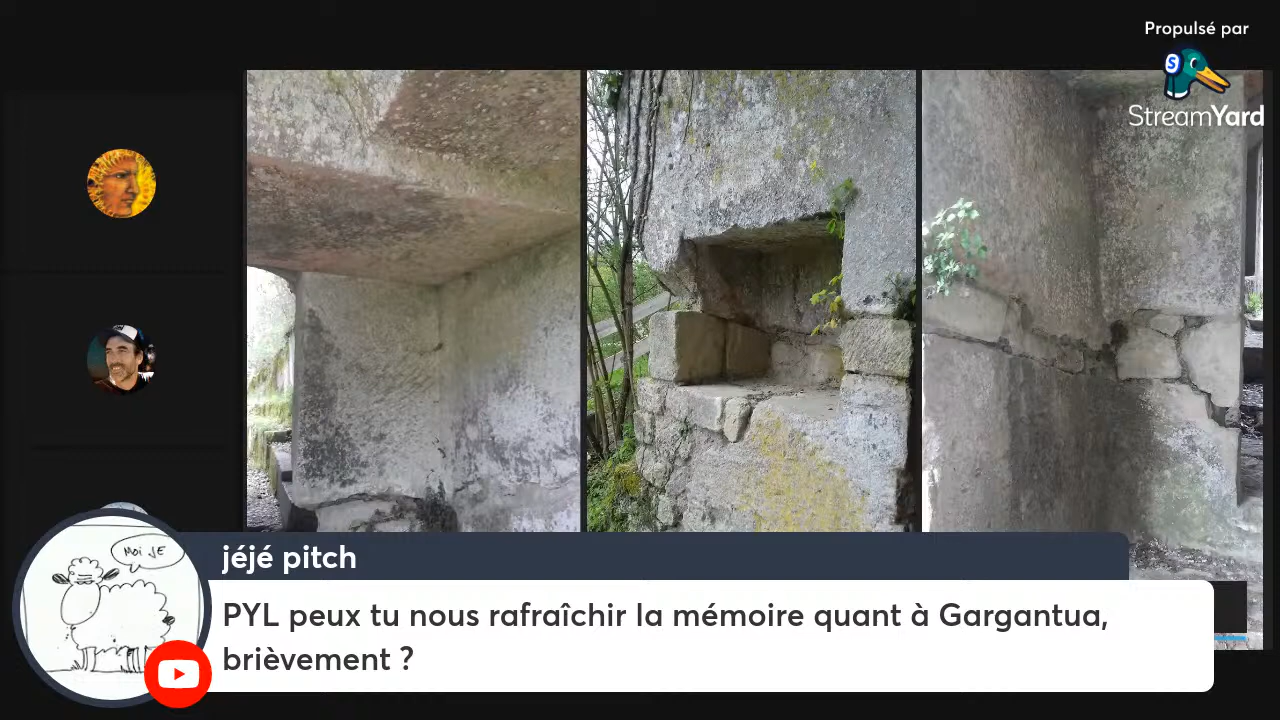 Propulsé par
S
StreamYard
MOI JE
jéjé pitch
PYL peux tu nous rafraîchir la mémoire quant à Gargantua,
brièvement ?